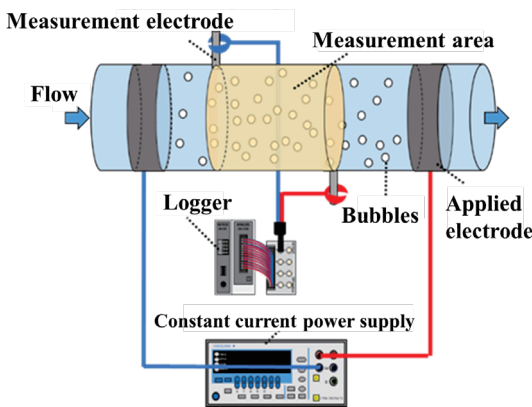 Measurement electrode
Measurement area
Flow
Logger
Bubbles
Applied
electrode
Constant current power supply